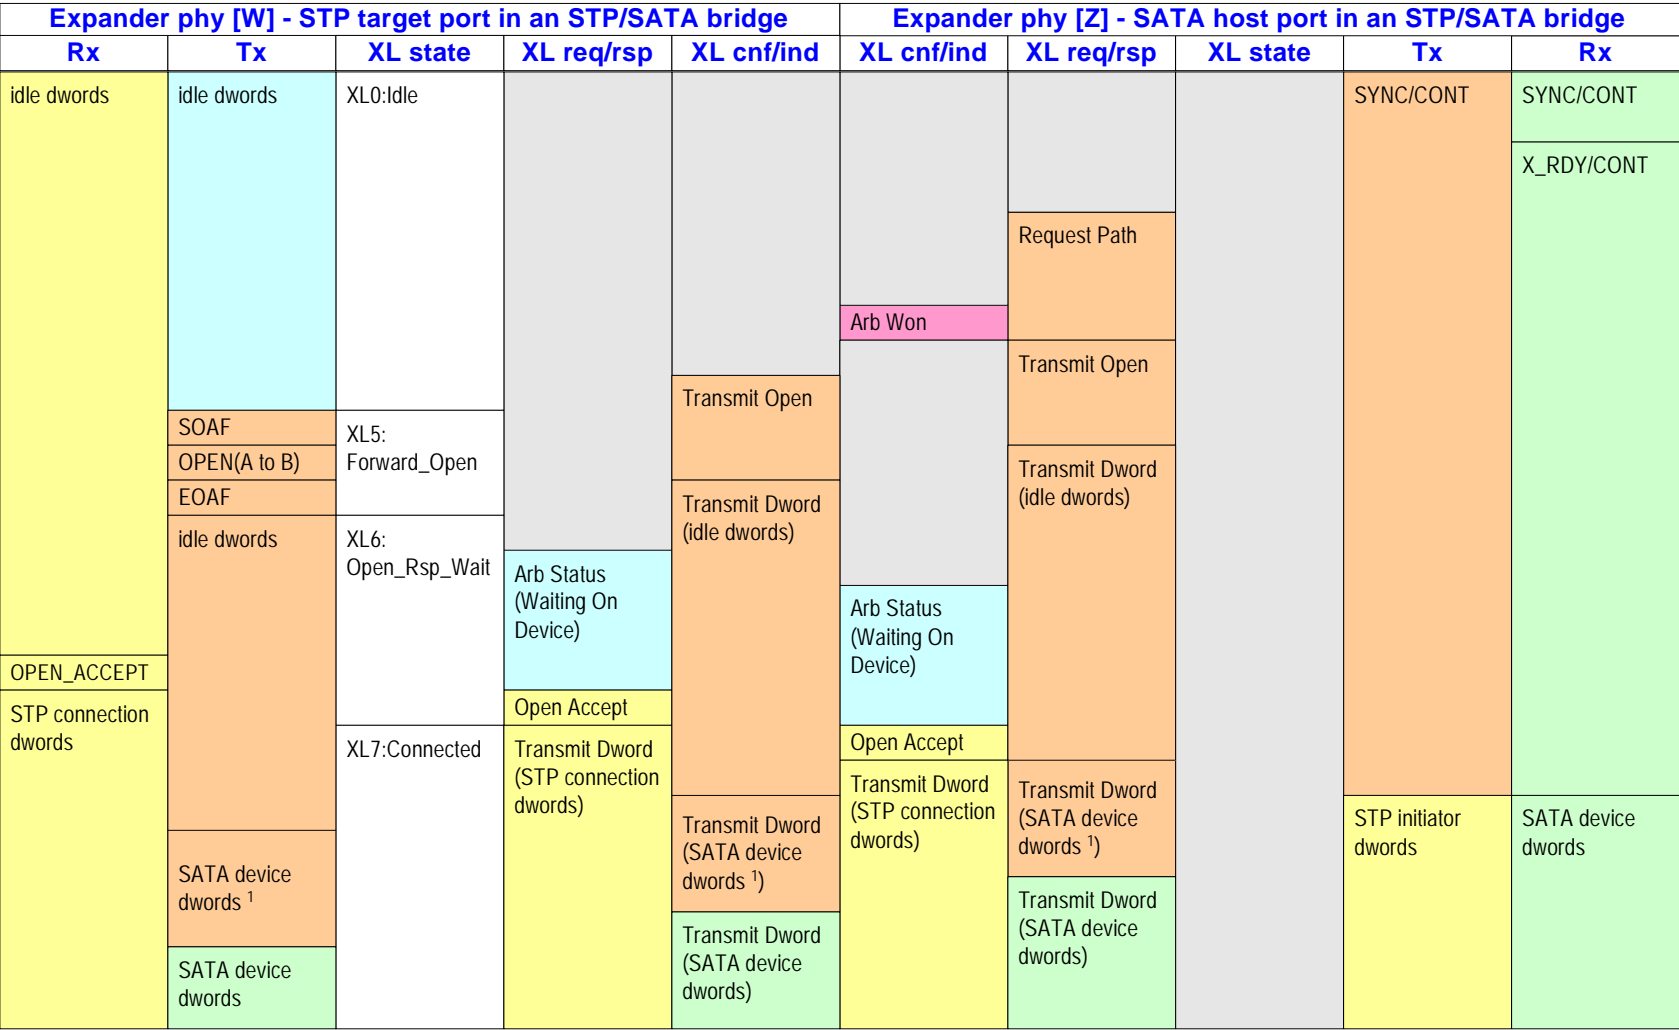 Expander phy [W] - STP target port in an STP/SATA bridge
Expander phy [Z] - SATA host port in an STP/SATA bridge
Rx
Tx
XL state
XL req/rsp
XL cnf/ind
XL cnf/ind
XL req/rsp
XL state
Tx
Rx
idle dwords
OPEN_ACCEPT
STP connection
dwords
idle dwords
SOAF
OPEN(A to B)
EOAF
idle dwords
SATA device
dwords 1
SATA device
dwords
XL0:Idle
XL5:
Forward_Open
XL6:
Open_Rsp_Wait
XL7:Connected
Arb Status
(Waiting On
Device)
Open Accept
Transmit Dword
(STP connection
dwords)
Transmit Open
Transmit Dword
(idle dwords)
Transmit Dword
(SATA device
dwords 1)
Transmit Dword
(SATA device
dwords)
Arb Won
Arb Status
(Waiting On
Device)
Open Accept
Transmit Dword
(STP connection
dwords)
Request Path
Transmit Open
Transmit Dword
(idle dwords)
Transmit Dword
(SATA device
dwords 1)
Transmit Dword
(SATA device
dwords)
SYNC/CONT
STP initiator
dwords
SYNC/CONT
X_RDY/CONT
SATA device
dwords